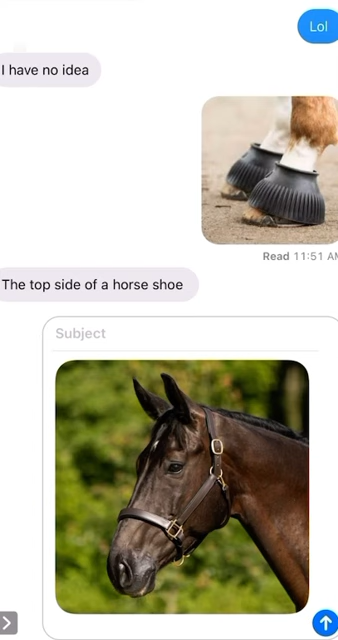 Lol
I have no idea
Read 11:51 AM
The top side of a horse shoe
Subject